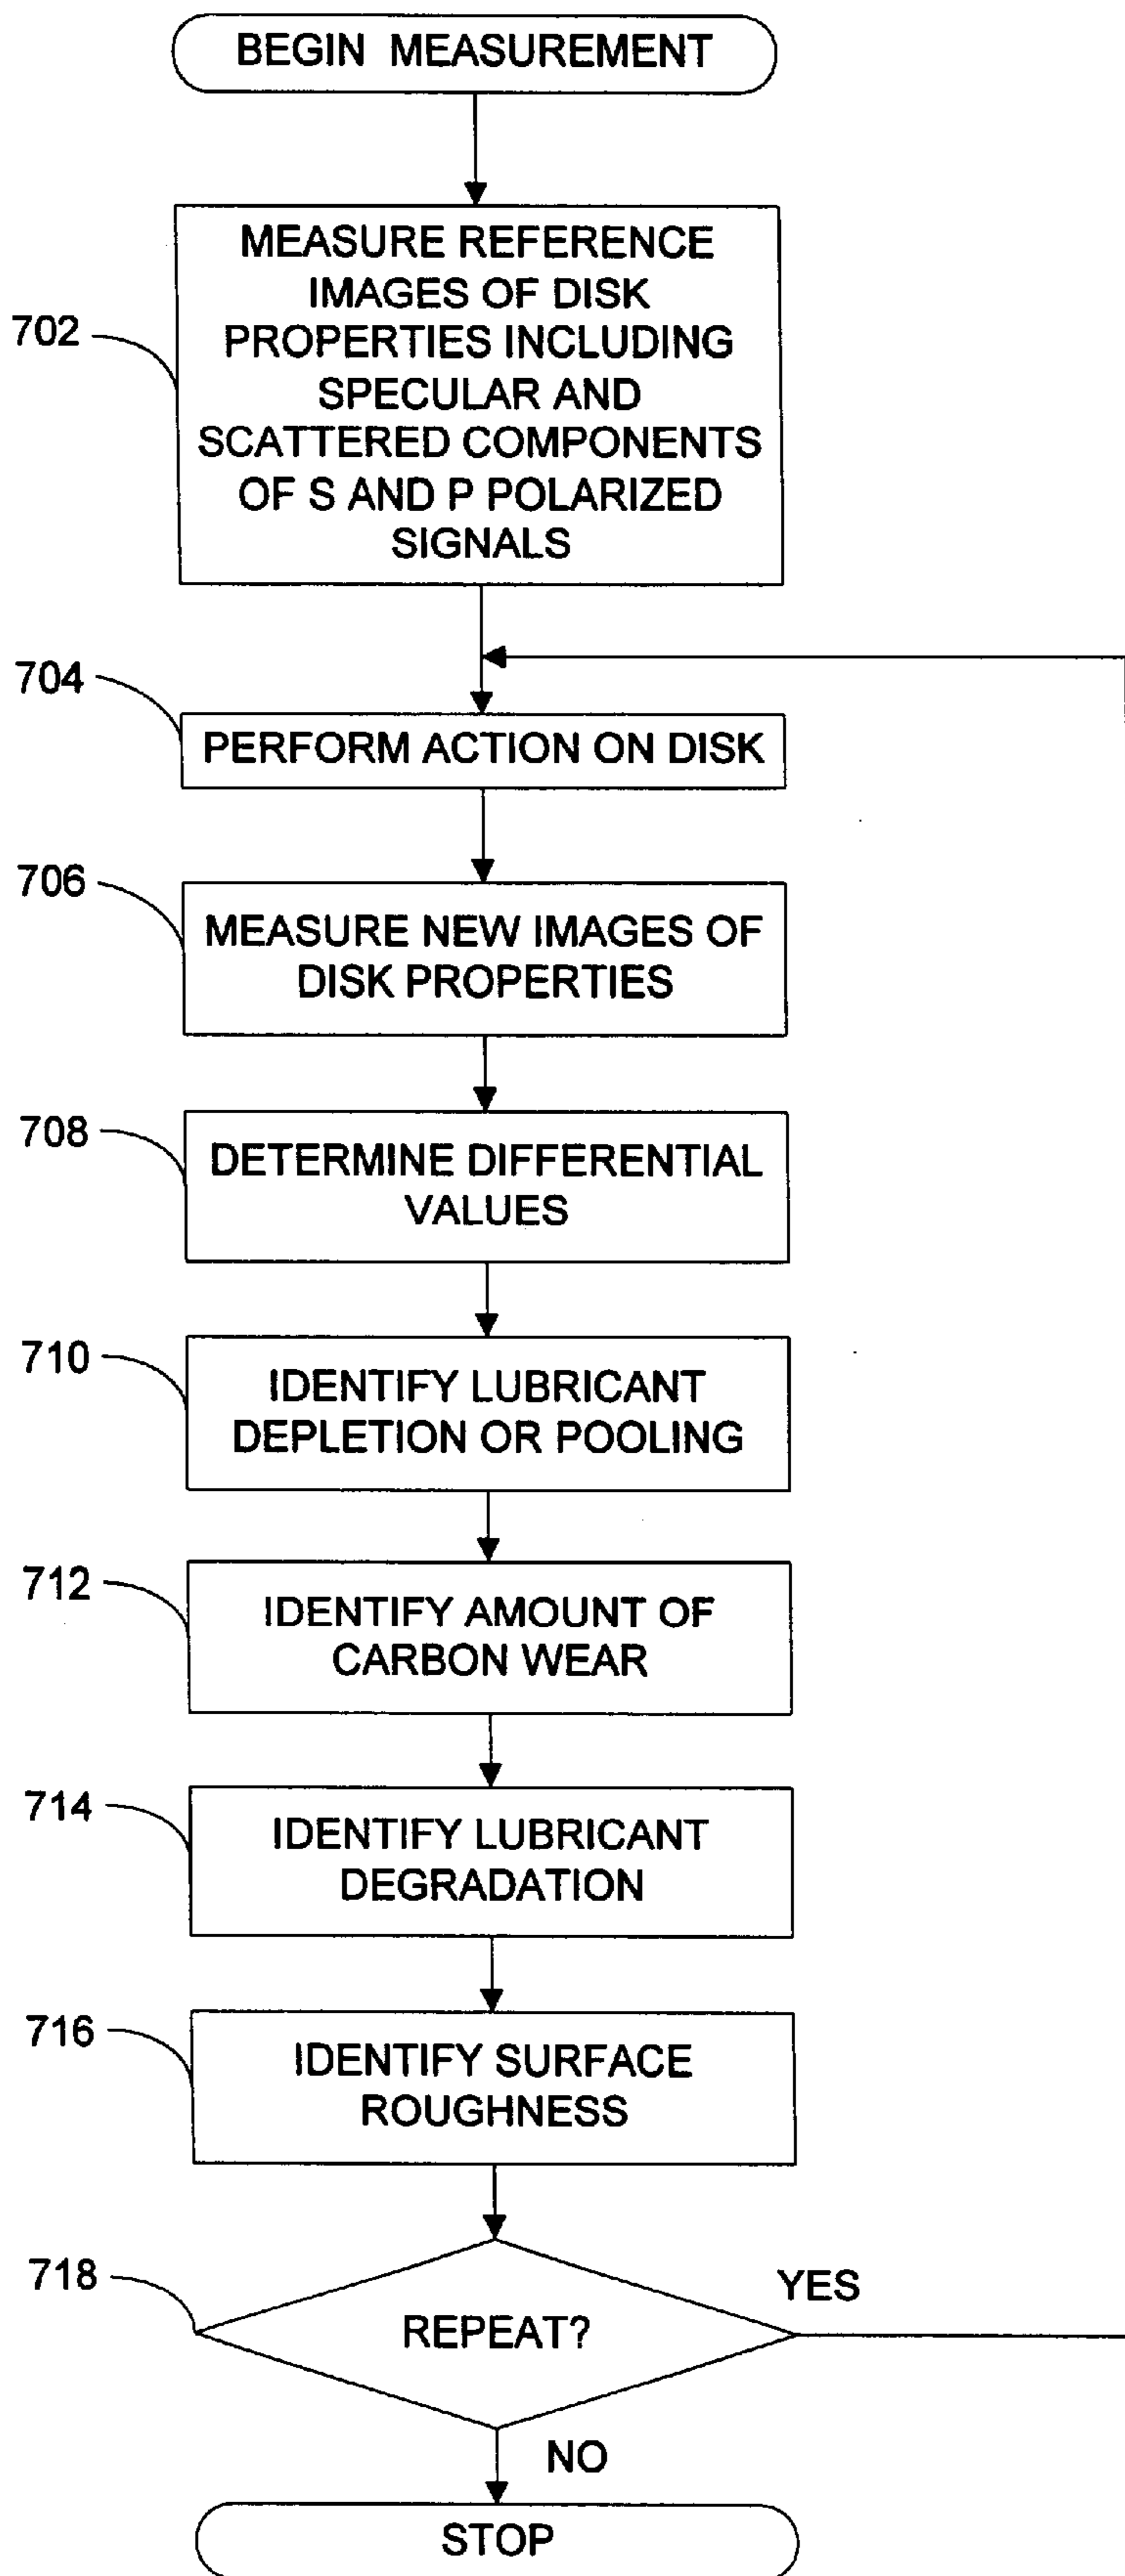 BEGIN MEASUREMENT
702
MEASURE REFERENCE
IMAGES OF DISK
PROPERTIES INCLUDING
SPECULAR AND
SCATTERED COMPONENTS
OF S AND P POLARIZED
SIGNALS
704
PERFORM ACTION ON DISK
706
MEASURE NEW IMAGES OF
DISK PROPERTIES
708
DETERMINE DIFFERENTIAL
VALUES
710
IDENTIFY LUBRICANT
DEPLETION OR POOLING
712
IDENTIFY AMOUNT OF
CARBON WEAR
714
IDENTIFY LUBRICANT
DEGRADATION
716
IDENTIFY SURFACE
ROUGHNESS
718
REPEAT?
YES
NO
STOP